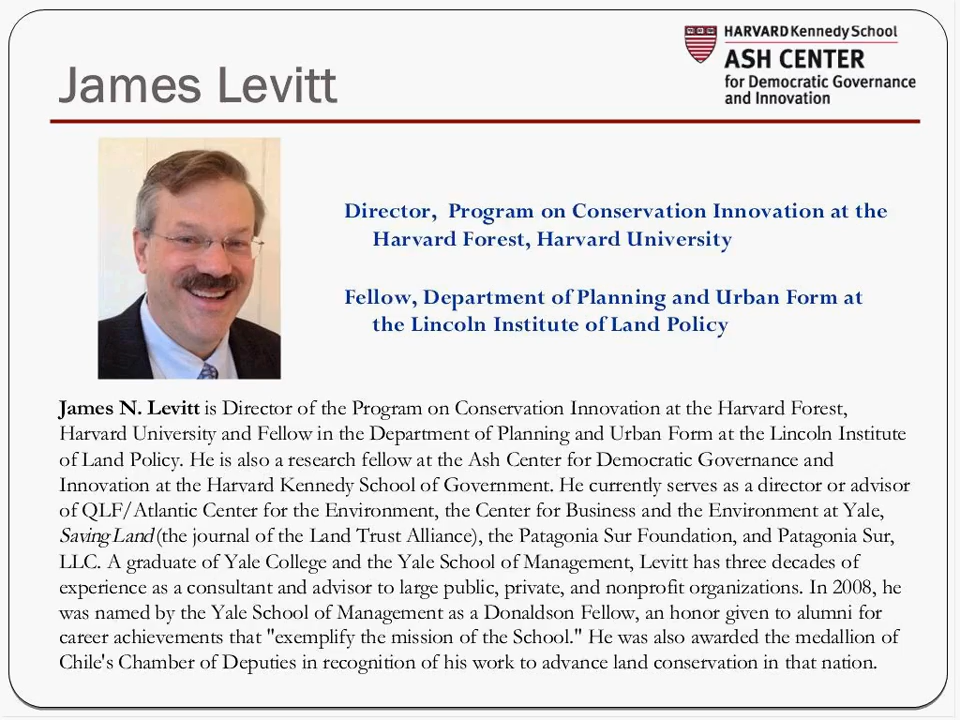 James Levitt
HARVARD Kennedy School
ASH CENTER
for Democratic Governance
and Innovation
Director, Program on Conservation Innovation at the
Harvard Forest, Harvard University
Fellow, Department of Planning and Urban Form at
the Lincoln Institute of Land Policy
James N. Levitt is Director of the Program on Conservation Innovation at the Harvard Forest,
Harvard University and Fellow in the Department of Planning and Urban Form at the Lincoln Institute
of Land Policy. He is also a research fellow at the Ash Center for Democratic Governance and
Innovation at the Harvard Kennedy School of Government. He currently serves as a director or advisor
of QLF/Atlantic Center for the Environment, the Center for Business and the Environment at Yale,
Saving Land (the journal of the Land Trust Alliance), the Patagonia Sur Foundation, and Patagonia Sur,
LLC. A graduate of Yale College and the Yale School of Management, Levitt has three decades of
experience as a consultant and advisor to large public, private, and nonprofit organizations. In 2008, he
was named by the Yale School of Management as a Donaldson Fellow, an honor given to alumni for
career achievements that "exemplify the mission of the School." He was also awarded the medallion of
Chile's Chamber of Deputies in recognition of his work to advance land conservation in that nation.